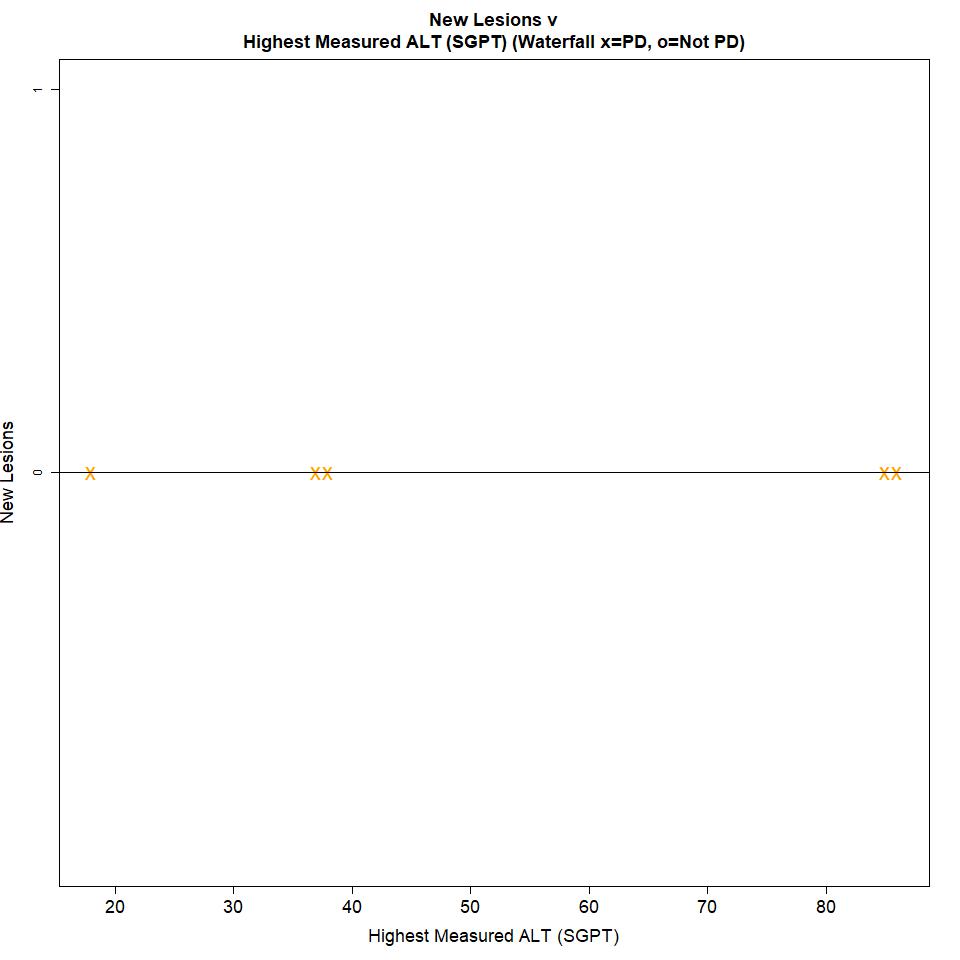 New Lesions v
Highest Measured ALT (SGPT) (Waterfall x=PD, o=Not PD)
1
0
New Lesions
x
xx
xx
20 30 40 50 60 70 80
Highest Measured ALT (SGPT)